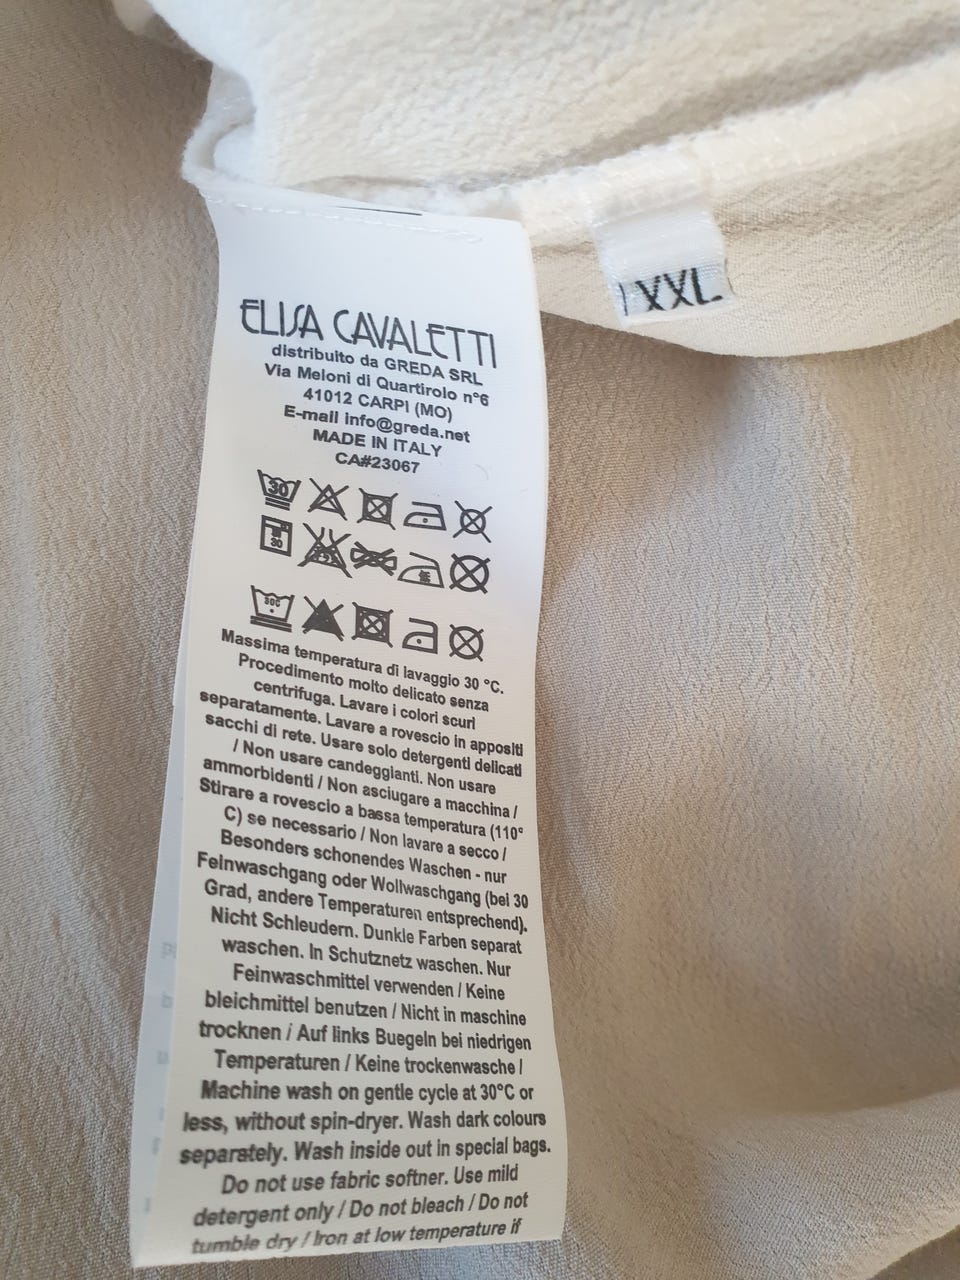 XXL
ELISA CAVALETTI
distribuito da GREDA SRL
Via Meloni di Quartirolo n°6
41012 CARPI (MO)
E-mail info@greda.net
MADE IN ITALY
CA#23067
30
30
30C
Massima temperatura di lavaggio 30 °C.
Procedimento molto delicato senza
centrifuga. Lavare i colori scuri
separatamente. Lavare a rovescio in appositi
sacchi di rete. Usare solo detergenti delicati
/ Non usare candeggianti. Non usare
ammorbidenti / Non asciugare a macchina /
Stirare a rovescio a bassa temperatura (110°
C) se necessario / Non lavare a secco /
Besonders schonendes Waschen - nur
Feinwaschgang oder Wollwaschgang (bei 30
Grad, andere Temperaturen entsprechend).
Nicht Schleudern. Dunkle Farben separat
waschen. In Schutznetz waschen. Nur
Feinwaschmittel verwenden / Keine
bleichmittel benutzen / Nicht in maschine
trocknen / Auf links Buegeln bei niedrigen
Temperaturen / Keine trockenwasche /
Machine wash on gentle cycle at 30°C or
less, without spin-dryer. Wash dark colours
separately. Wash inside out in special bags.
Do not use fabric softner. Use mild
detergent only / Do not bleach / Do not
tumble dry / Iron at low temperature if